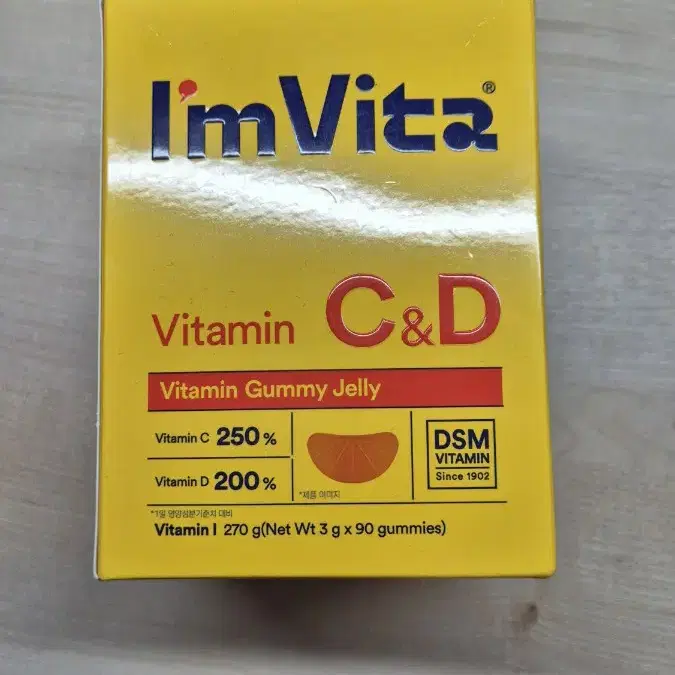 I'mVita®
Vitamin C&D
Vitamin Gummy Jelly
Vitamin C 250 %
Vitamin D 200 %
*제품 이미지
DSM
VITAMIN
Since 1902
*1일 영양성분기준치 대비
Vitamin I 270 g(Net Wt 3 g x 90 gummies)